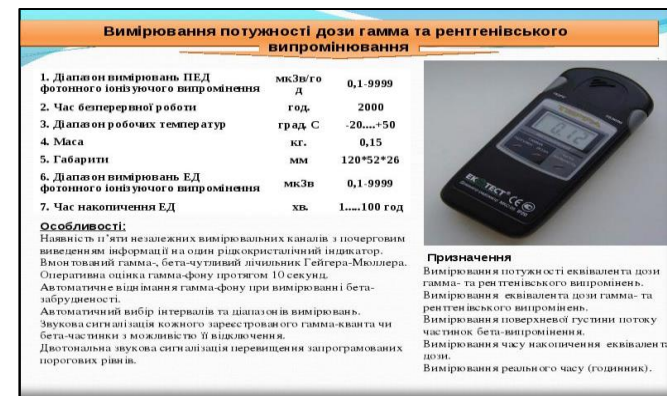 Вимірювання потужності дози гамма та рентгенівського
випромінювання
1. Діапазон вимірювань ПЕД
фотонного іонізуючого випромінення мкЗв/го
д 0,1-9999
2. Час безперервної роботи год. 2000
3. Діапазон робочих температур град. С -20....+50
4. Маса кг. 0,15
5. Габарити мм 120*52*26
6. Діапазон вимірювань ЕД
фотонного іонізуючого випромінення мкЗв 0,1-9999
7. Час накопичення ЕД хв. 1.....100 год
Особливості:
Наявність п'яти незалежних вимірювальних каналів з почерговим
виведенням інформації на один рідкокристалічний індикатор.
Вмонтований гамма-, бета-чутливий лічильник Гейгера-Мюллера.
Оперативна оцінка гамма-фону протягом 10 секунд.
Автоматичне віднімання гамма-фону при вимірюванні бета-
забрудненості.
Автоматичний вибір інтервалів та діапазонів вимірювань.
Звукова сигналізація кожного зареєстрованого гамма-кванта чи
бета-частинки з можливістю її відключення.
Двотональна звукова сигналізація перевищення запрограмованих
порогових рівнів.
0.12
ЕКОТЕСТ
CE
Призначення
Вимірювання потужності еквівалента дози
гамма- та рентгенівського випромінень.
Вимірювання еквівалента дози гамма- та
рентгенівського випромінень.
Вимірювання поверхневої густини потоку
частинок бета-випромінення.
Вимірювання часу накопичення еквівалента
дози.
Вимірювання реального часу (годинник).